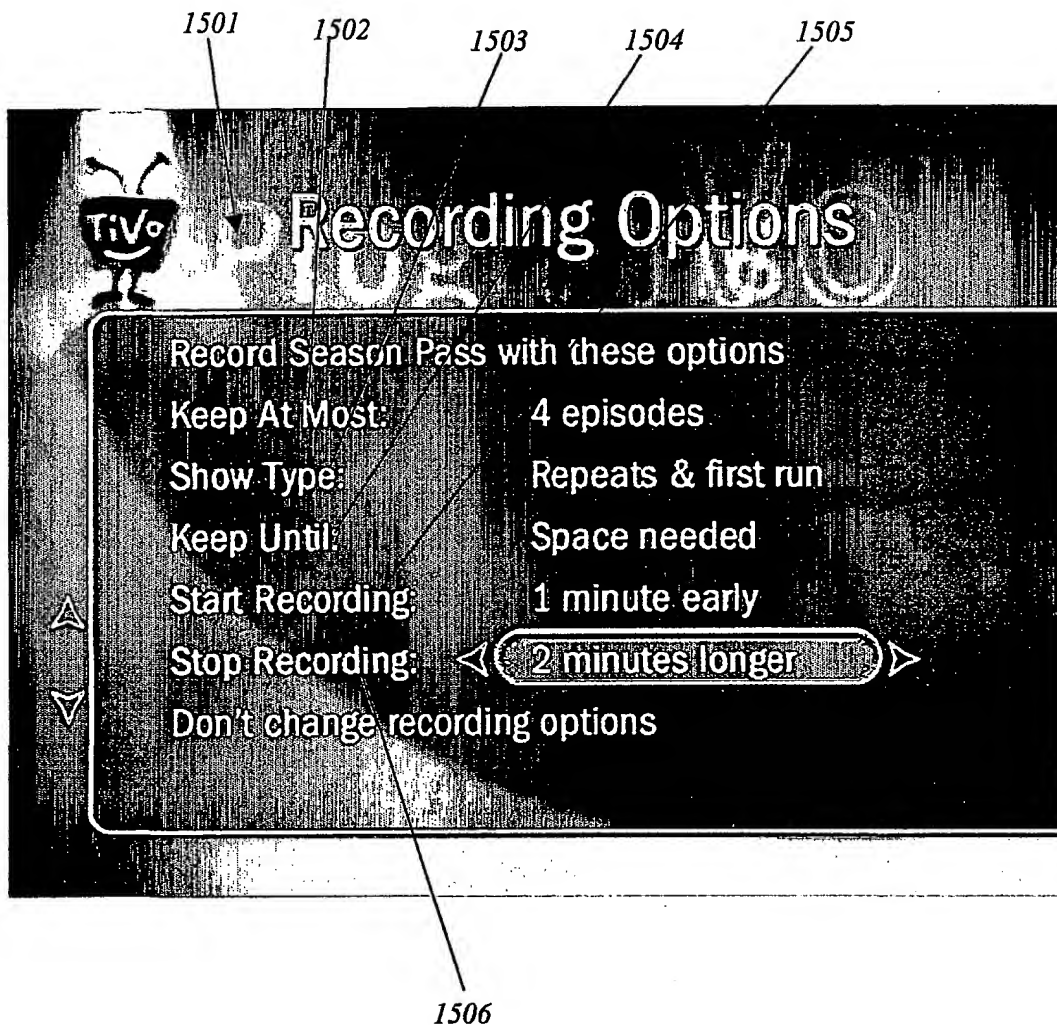 1501 1502 1503 1504 1505
TiVo
Recording Options
Record Season Pass with these options
Keep At Most: 4 episodes
Show Type: Repeats & first run
Keep Until: Space needed
Start Recording: 1 minute early
Stop Recording: 2 minutes longer
Don't change recording options
1506